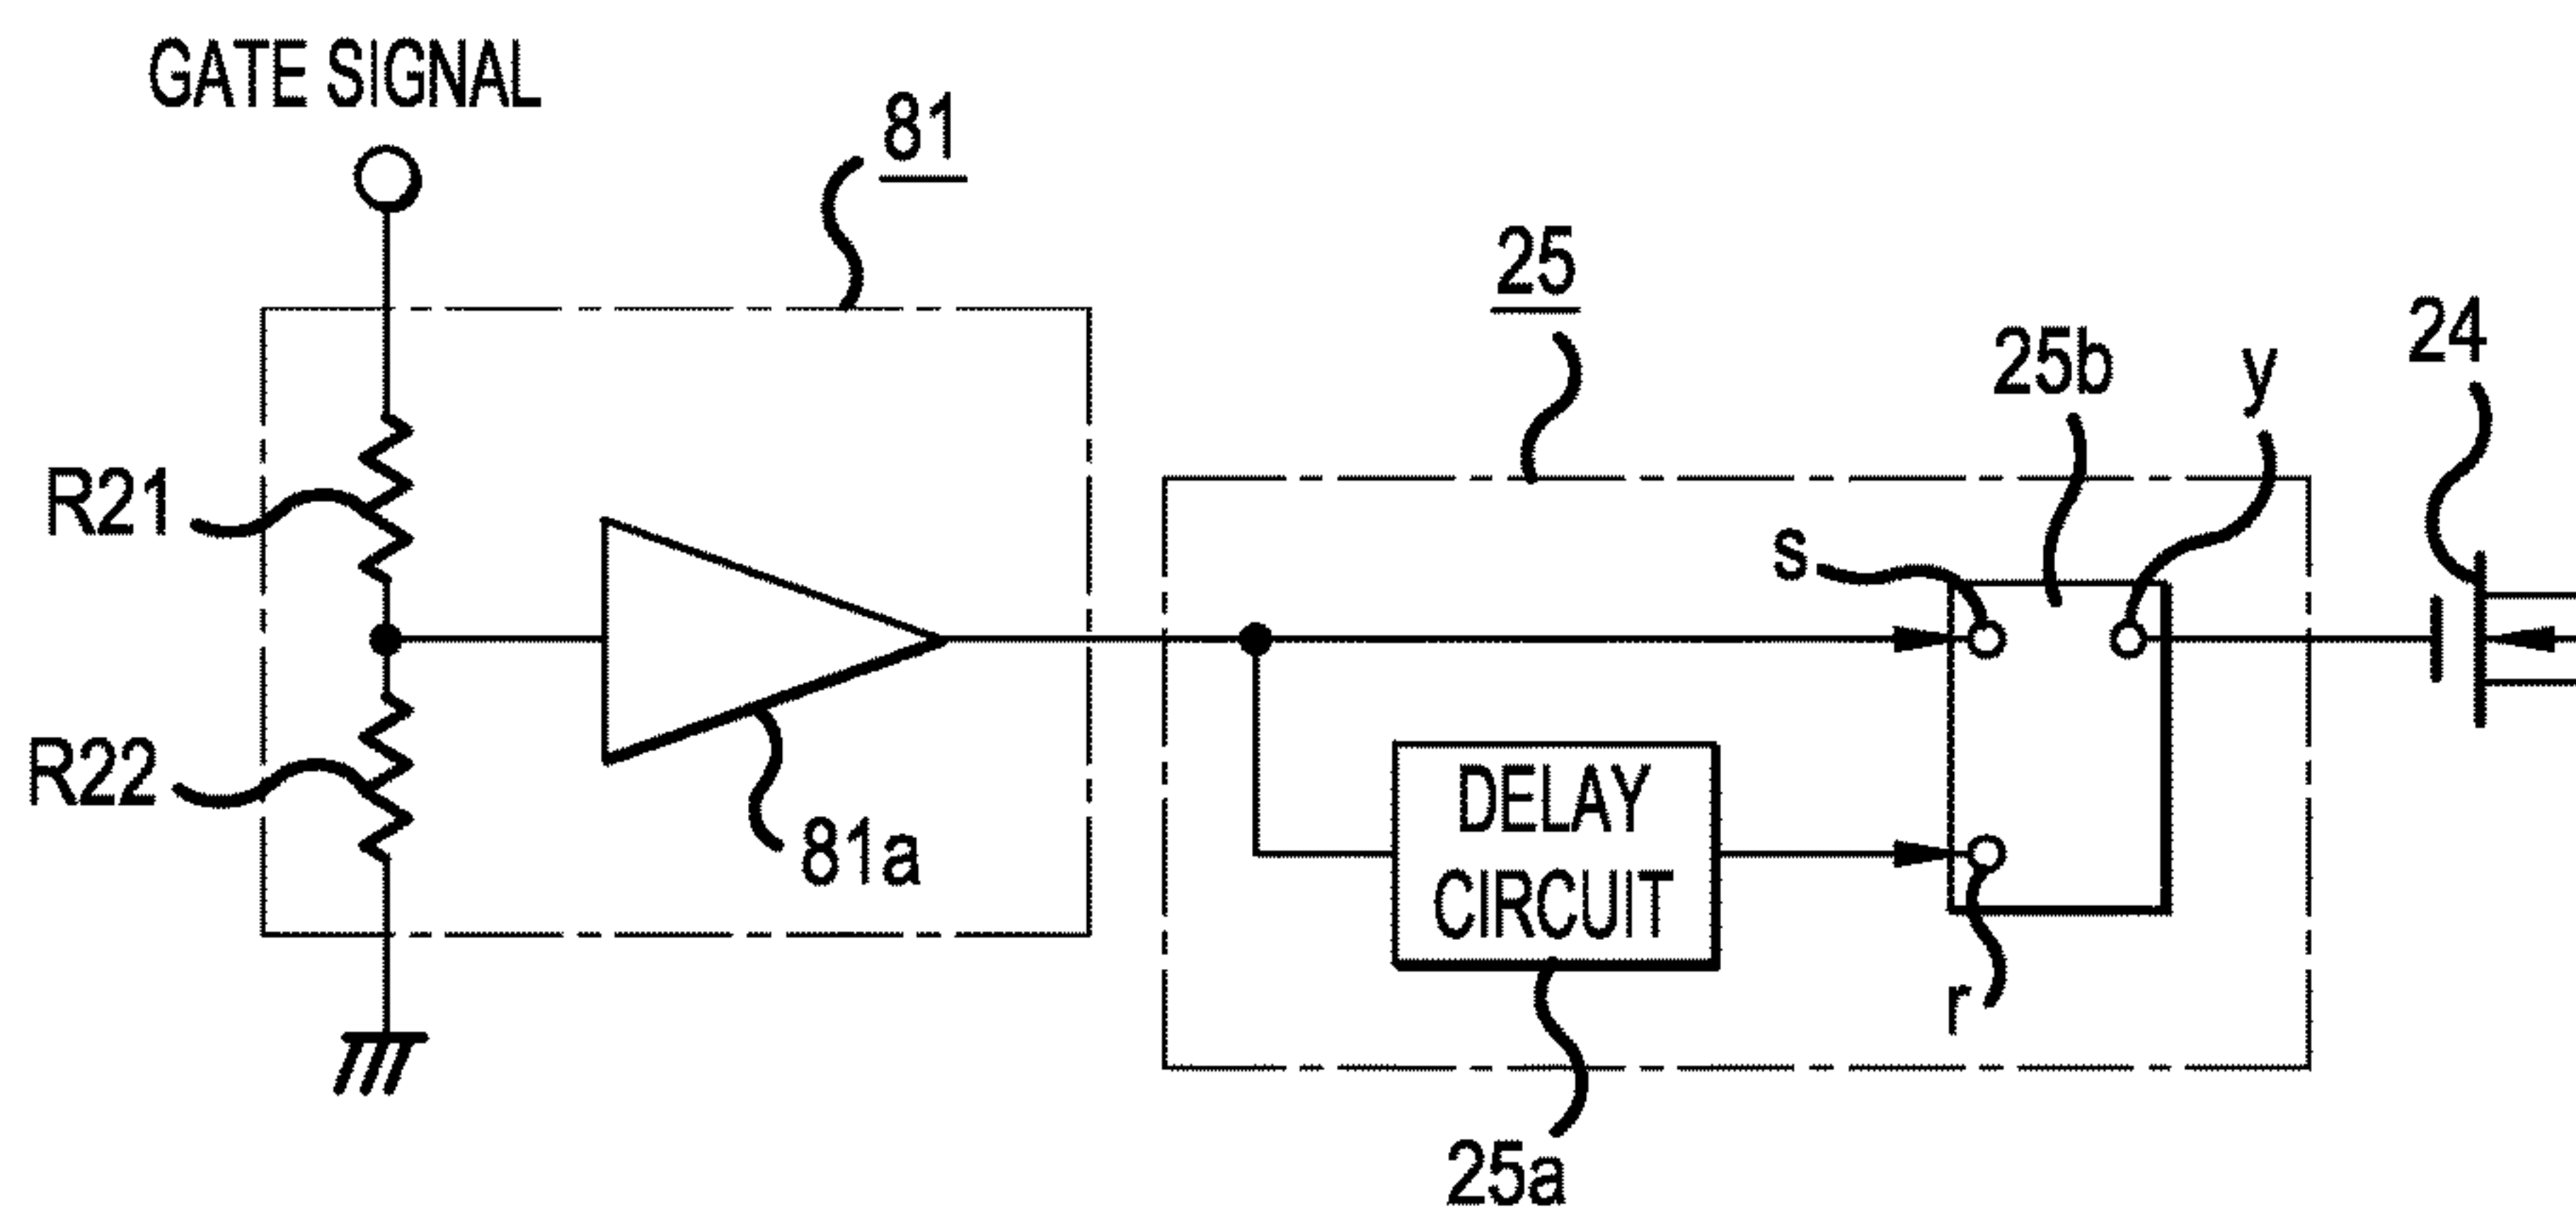 GATE SIGNAL
81
25
25b
y
24
R21
s
R22
DELAY
CIRCUIT
81a
r
25a